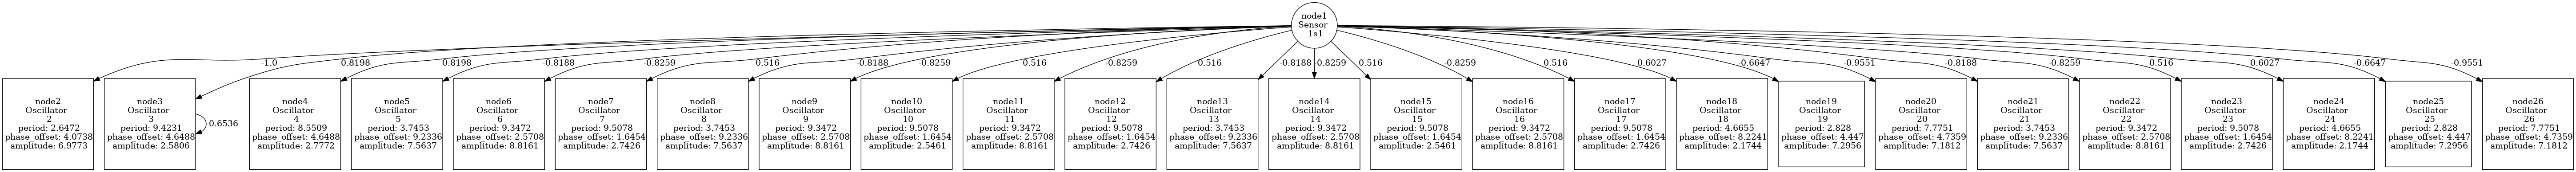 node1
Sensor
1s1
-1.0
0.8198
0.8198
-0.8188
-0.8259
0.516
-0.8188
-0.8259
0.516
-0.8259
0.516
-0.8188
-0.8259
0.516
-0.8259
0.516
0.6027
-0.6647
-0.9551
-0.8188
-0.8259
0.516
0.6027
-0.6647
-0.9551
node2
Oscillator
2
period: 2.6472
phase_offset: 4.0738
amplitude: 6.9773
node3
Oscillator
3
period: 9.4231
phase_offset: 4.6488
amplitude: 2.5806
-0.6536
node4
Oscillator
4
period: 8.5509
phase_offset: 4.6488
amplitude: 2.7772
node5
Oscillator
5
period: 3.7453
phase_offset: 9.2336
amplitude: 7.5637
node6
Oscillator
6
period: 9.3472
phase_offset: 2.5708
amplitude: 8.8161
node7
Oscillator
7
period: 9.5078
phase_offset: 1.6454
amplitude: 2.7426
node8
Oscillator
8
period: 3.7453
phase_offset: 9.2336
amplitude: 7.5637
node9
Oscillator
9
period: 9.3472
phase_offset: 2.5708
amplitude: 8.8161
node10
Oscillator
10
period: 9.5078
phase_offset: 1.6454
amplitude: 2.5461
node11
Oscillator
11
period: 9.3472
phase_offset: 2.5708
amplitude: 8.8161
node12
Oscillator
12
period: 9.5078
phase_offset: 1.6454
amplitude: 2.7426
node13
Oscillator
13
period: 3.7453
phase_offset: 9.2336
amplitude: 7.5637
node14
Oscillator
14
period: 9.3472
phase_offset: 2.5708
amplitude: 8.8161
node15
Oscillator
15
period: 9.5078
phase_offset: 1.6454
amplitude: 2.5461
node16
Oscillator
16
period: 9.3472
phase_offset: 2.5708
amplitude: 8.8161
node17
Oscillator
17
period: 9.5078
phase_offset: 1.6454
amplitude: 2.7426
node18
Oscillator
18
period: 4.6655
phase_offset: 8.2241
amplitude: 2.1744
node19
Oscillator
19
period: 2.828
phase_offset: 4.447
amplitude: 7.2956
node20
Oscillator
20
period: 7.7751
phase_offset: 4.7359
amplitude: 7.1812
node21
Oscillator
21
period: 3.7453
phase_offset: 9.2336
amplitude: 7.5637
node22
Oscillator
22
period: 9.3472
phase_offset: 2.5708
amplitude: 8.8161
node23
Oscillator
23
period: 9.5078
phase_offset: 1.6454
amplitude: 2.7426
node24
Oscillator
24
period: 4.6655
phase_offset: 8.2241
amplitude: 2.1744
node25
Oscillator
25
period: 2.828
phase_offset: 4.447
amplitude: 7.2956
node26
Oscillator
26
period: 7.7751
phase_offset: 4.7359
amplitude: 7.1812